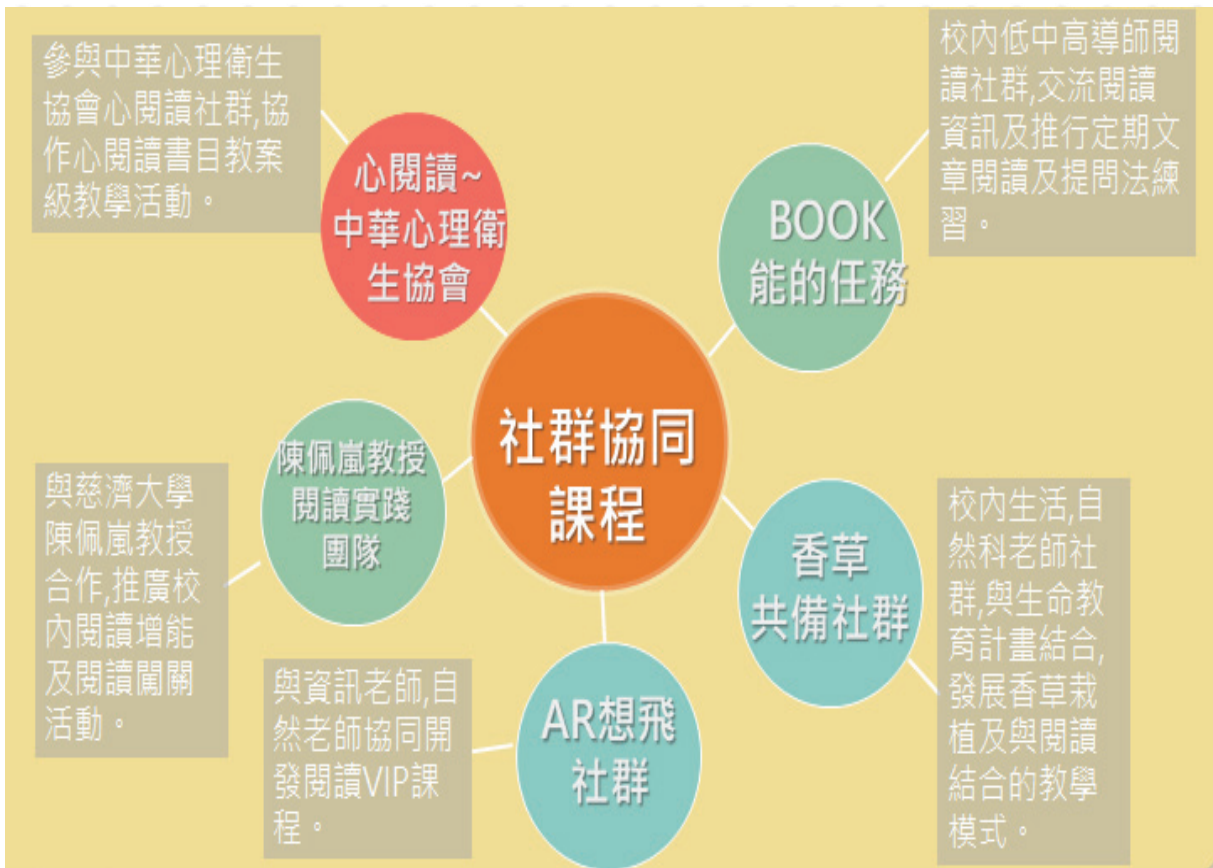 參與中華心理衛生
協會心閱讀社群,協
作心閱讀書目教案
級教學活動。
心閱讀~
中華心理衛
生協會
校內低中高導師閱
讀社群,交流閱讀
資訊及推行定期文
章閱讀及提問法練
習。
BOOK
能的任務
社群協同
課程
陳佩嵐教授
閱讀實踐
團隊
與慈濟大學
陳佩嵐教授
合作,推廣校
內閱讀增能
及閱讀闖關
活動。
香草
共備社群
校內生活,自
然科老師社
群,與生命教
育計畫結合,
發展香草栽
植及與閱讀
結合的教學
模式。
AR想飛
社群
與資訊老師,自
然老師協同開
發閱讀VIP課
程。